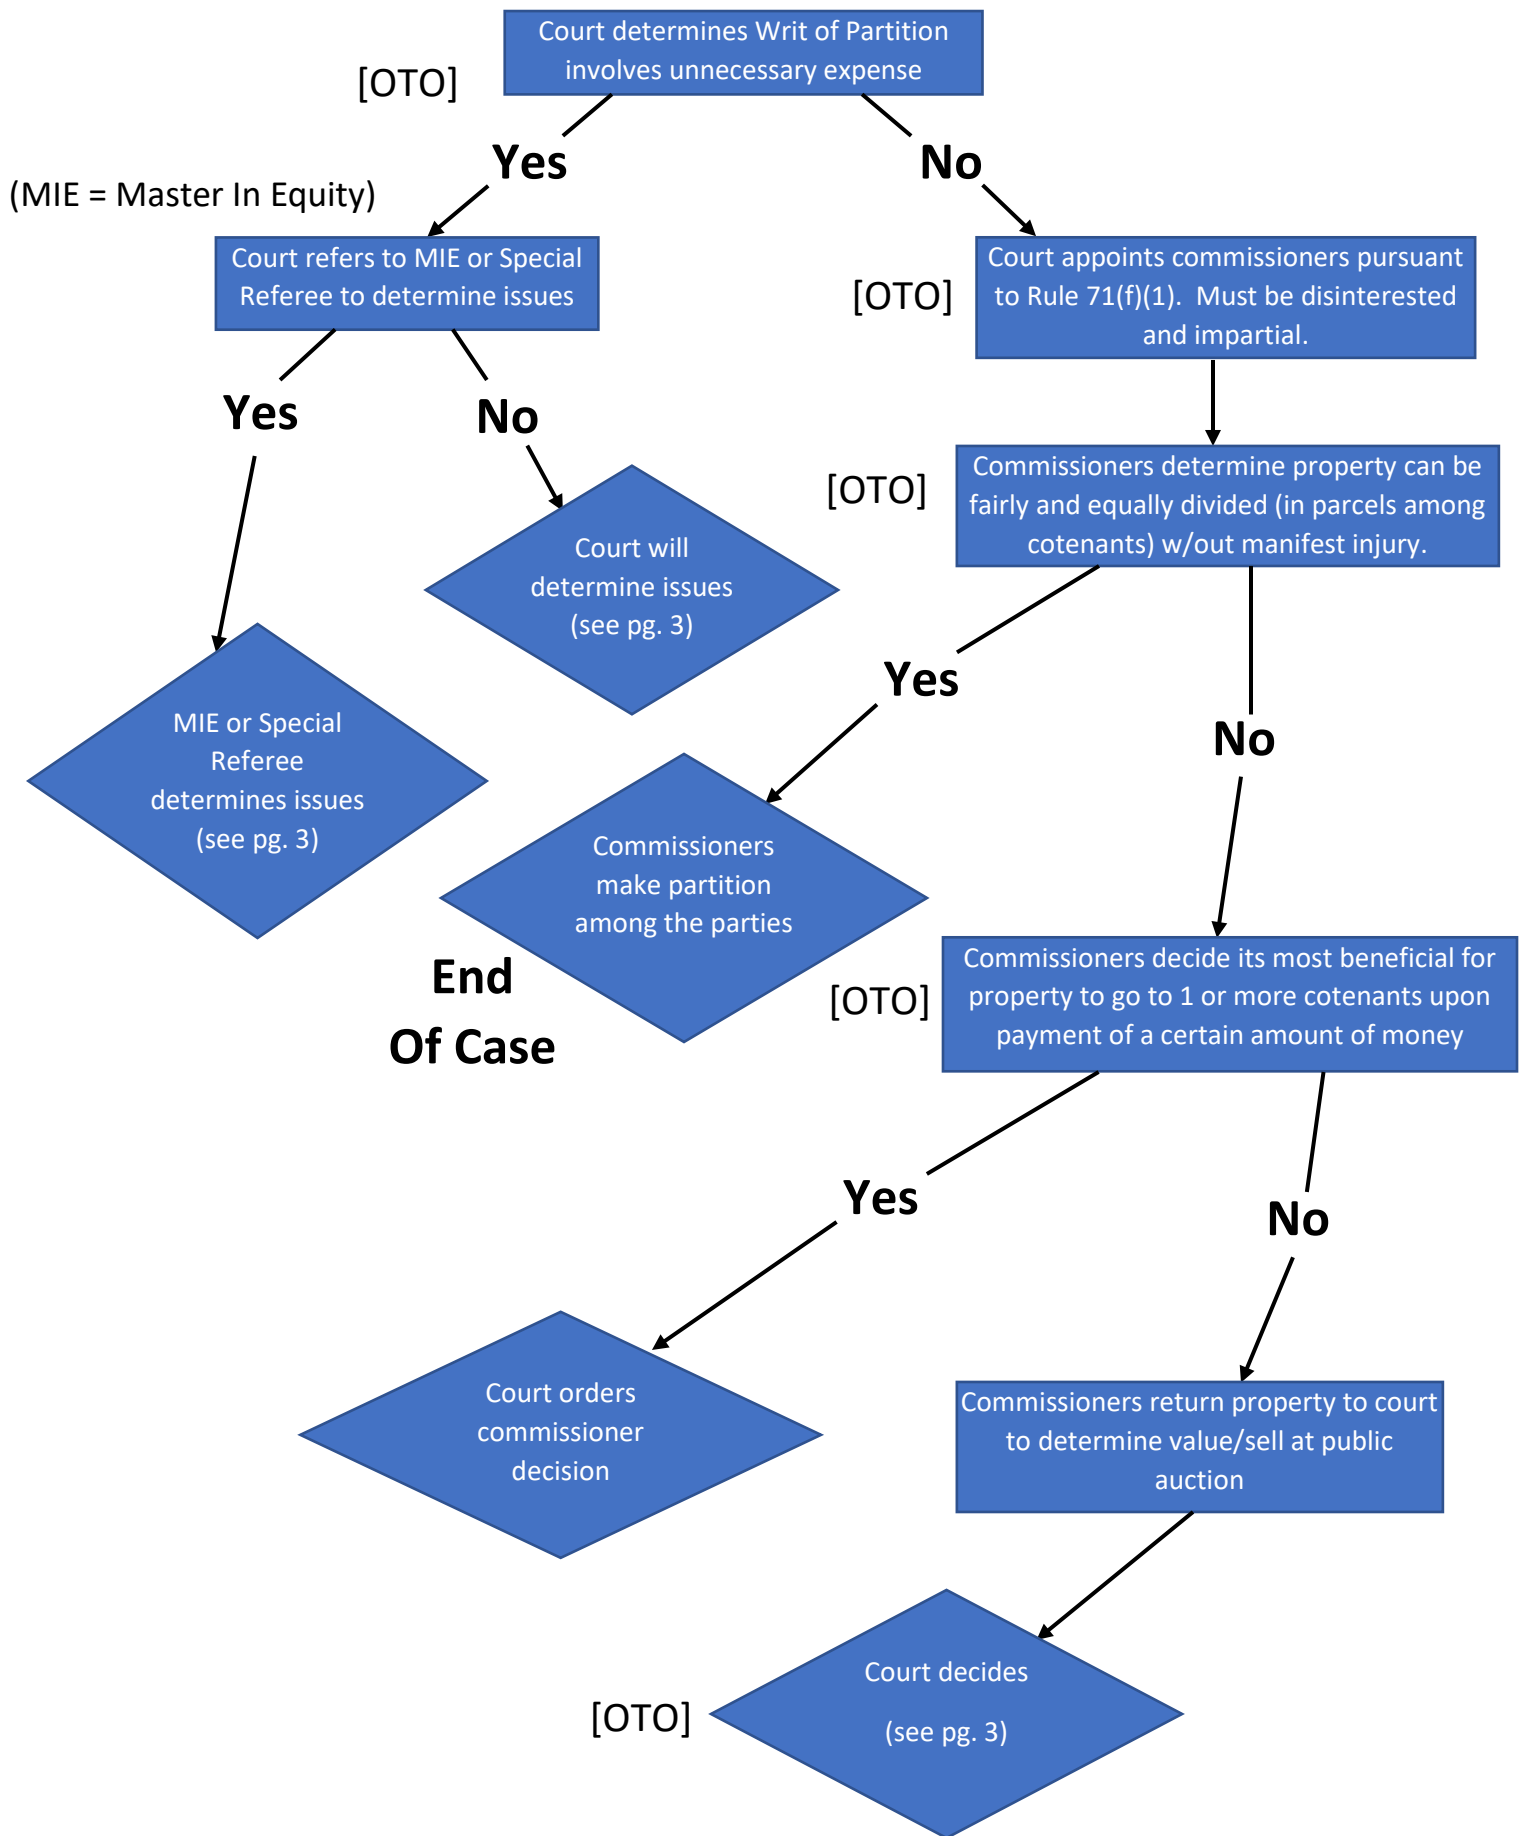 Court determines Writ of Partition
involves unnecessary expense
[OTO]
Yes
No
(MIE = Master In Equity)
Court refers to MIE or Special
Referee to determine issues
Court appoints commissioners pursuant
to Rule 71(f)(1).  Must be disinterested
and impartial.
[OTO]
Yes
No
Commissioners determine property can be
fairly and equally divided (in parcels among
cotenants) w/out manifest injury.
[OTO]
Court will
determine issues
(see pg. 3)
Yes
No
MIE or Special
Referee
determines issues
(see pg. 3)
Commissioners
make partition
among the parties
End
Of Case
Commissioners decide its most beneficial for
property to go to 1 or more cotenants upon
payment of a certain amount of money
[OTO]
Yes
No
Court orders
commissioner
decision
Commissioners return property to court
to determine value/sell at public
auction
Court decides
(see pg. 3)
[OTO]